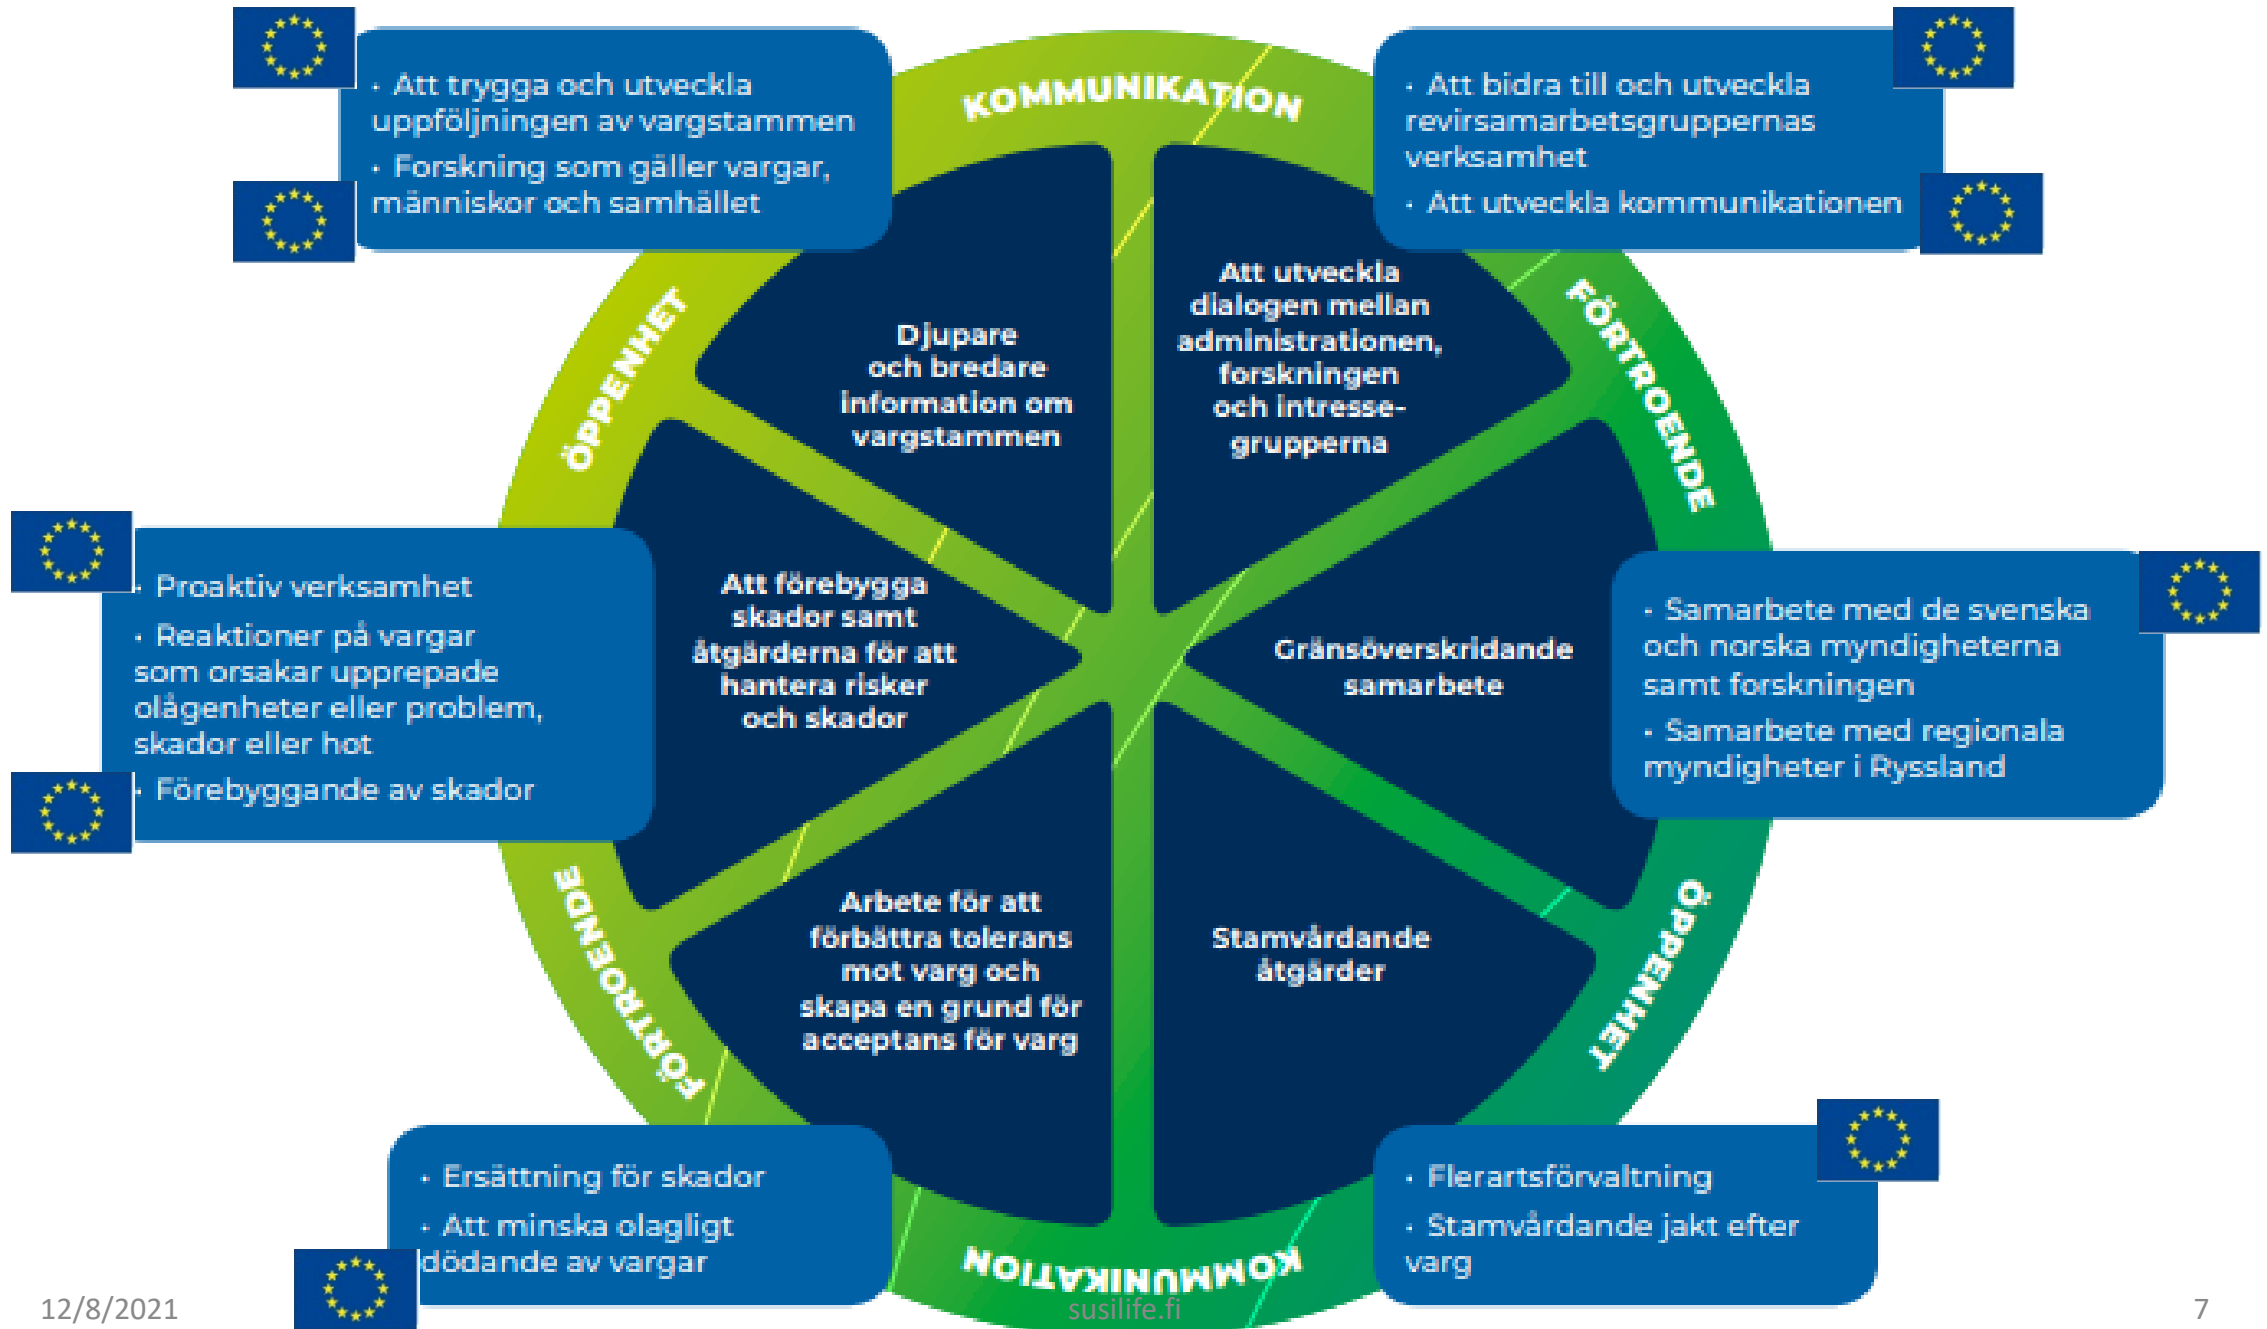 · Att trygga och utveckla
uppföljningen av vargstammen
· Forskning som gäller vargar,
människor och samhället
KOMMUNIKATION
· Att bidra till och utveckla
revirsamarbetsgruppernas
verksamhet
· Att utveckla kommunikationen
ÖPPENHET
Djupare
och bredare
information om
vargstammen
Att utveckla
dialogen mellan
administrationen,
forskningen
och intresse-
grupperna
FÖRTROENDE
· Proaktiv verksamhet
· Reaktioner på vargar
som orsakar upprepade
olågenheter eller problem,
skador eller hot
· Förebyggande av skador
Att förebygga
skador samt
åtgärderna för att
hantera risker
och skador
Gränsöverskridande
samarbete
· Samarbete med de svenska
och norska myndigheterna
samt forskningen
· Samarbete med regionala
myndigheter i Ryssland
FÖRTROENDE
Arbete för att
förbättra tolerans
mot varg och
skapa en grund för
acceptans för varg
Stamvårdande
åtgärder
ÖPPENHET
· Ersättning för skador
· Att minska olagligt
dödande av vargar
KOMMUNIKATION
· Flerartsförvaltning
· Stamvårdande jakt efter
varg
12/8/2021
susilife.fi
7